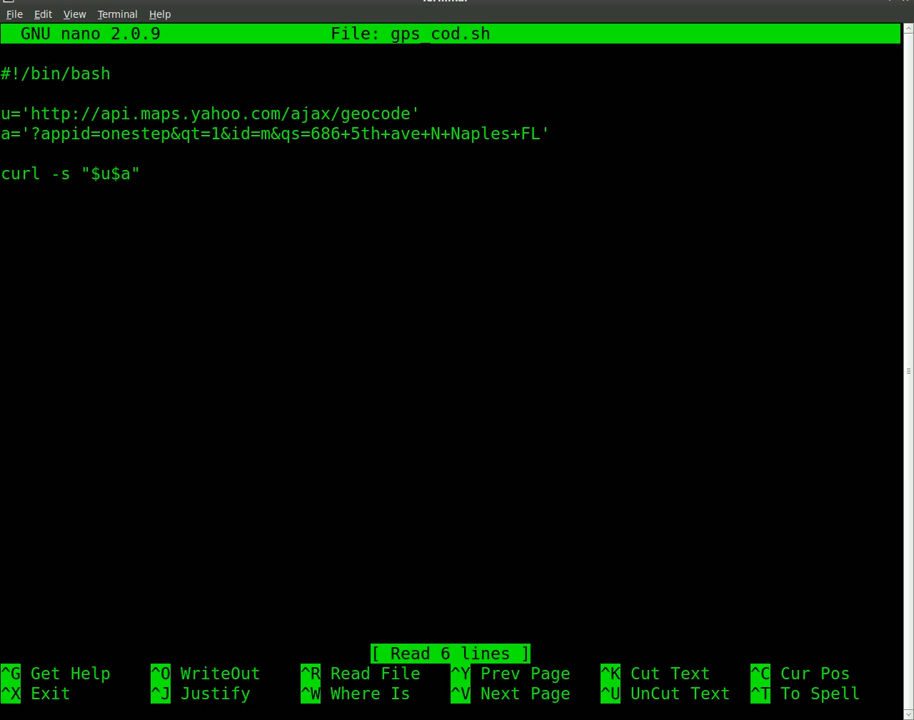 File Edit View Terminal Help
GNU nano 2.0.9 File: gps_cod.sh
#!/bin/bash
u='http://api.maps.yahoo.com/ajax/geocode'
a='?appid=onestep&qt=1&id=m&qs=686+5th+ave+N+Naples+FL'
curl -s "$u$a"
[ Read 6 lines ]
^G Get Help ^O WriteOut ^R Read File ^Y Prev Page ^K Cut Text ^C Cur Pos
^X Exit ^J Justify ^W Where Is ^V Next Page ^U UnCut Text ^T To Spell